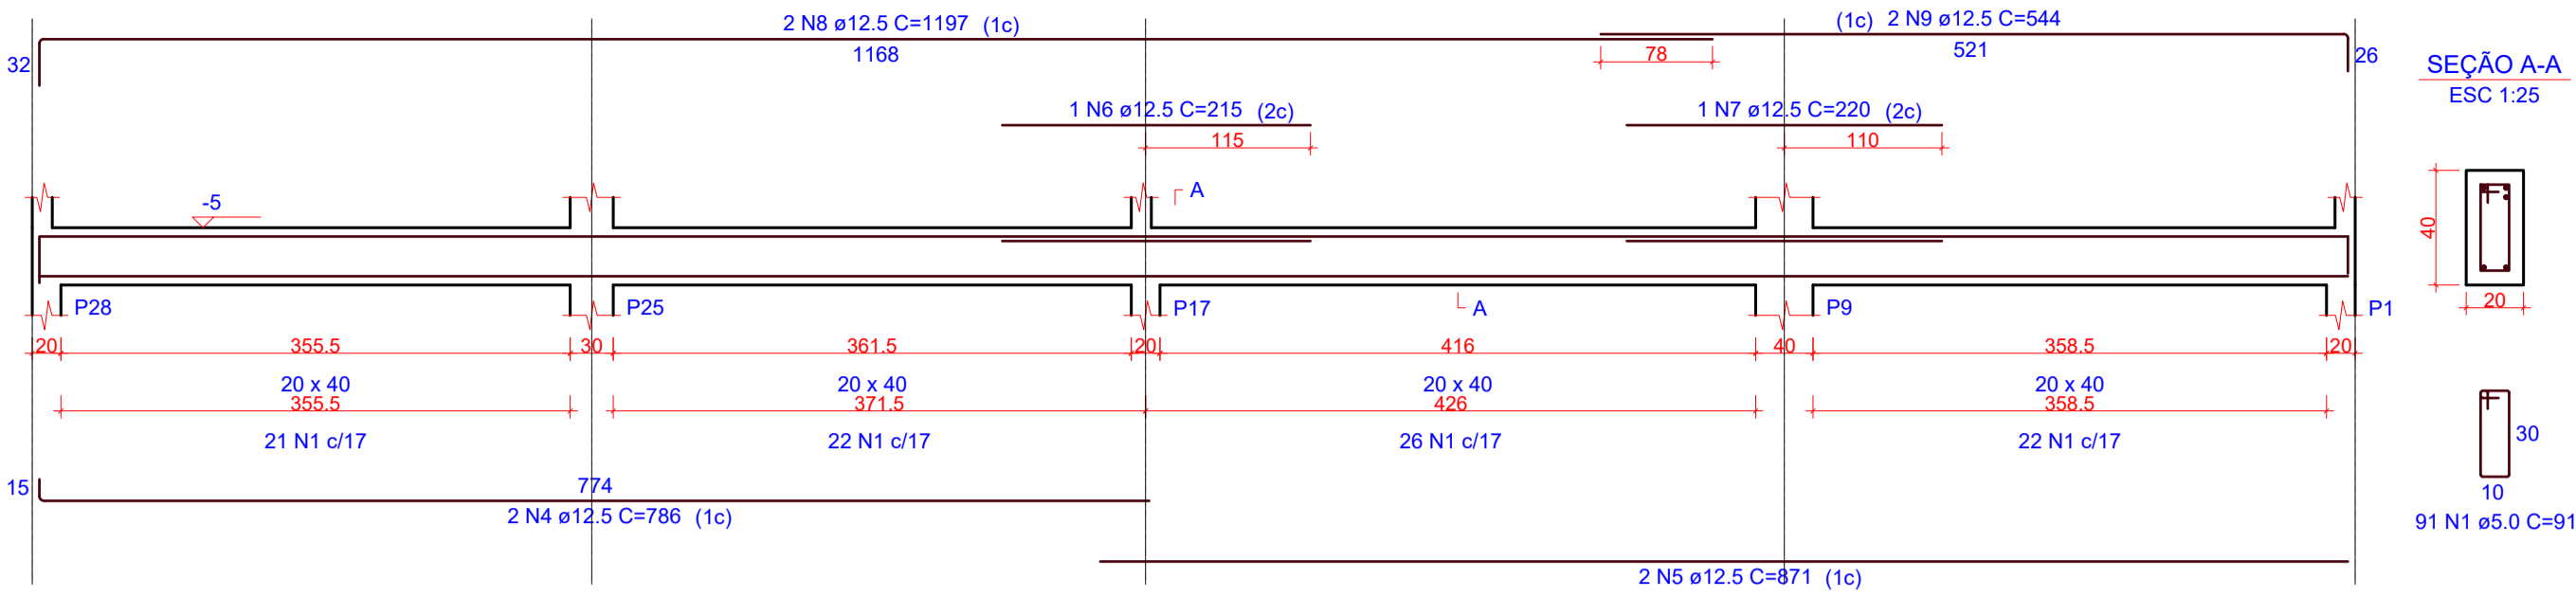 2 N8 ø12.5 C=1197 (1c)
(1c) 2 N9 ø12.5 C=544
32
1168
78
521
26
SEÇÃO A-A
ESC 1:25
1 N6 ø12.5 C=215 (2c)
1 N7 ø12.5 C=220 (2c)
115
110
-5
A
40
20
P28
P25
P17
A
P9
P1
20
355.5
30
361.5
20
416
40
358.5
20
20 x 40
20 x 40
20 x 40
20 x 40
355.5
371.5
426
358.5
21 N1 c/17
22 N1 c/17
26 N1 c/17
22 N1 c/17
30
10
91 N1 ø5.0 C=91
15
774
2 N4 ø12.5 C=786 (1c)
2 N5 ø12.5 C=871 (1c)